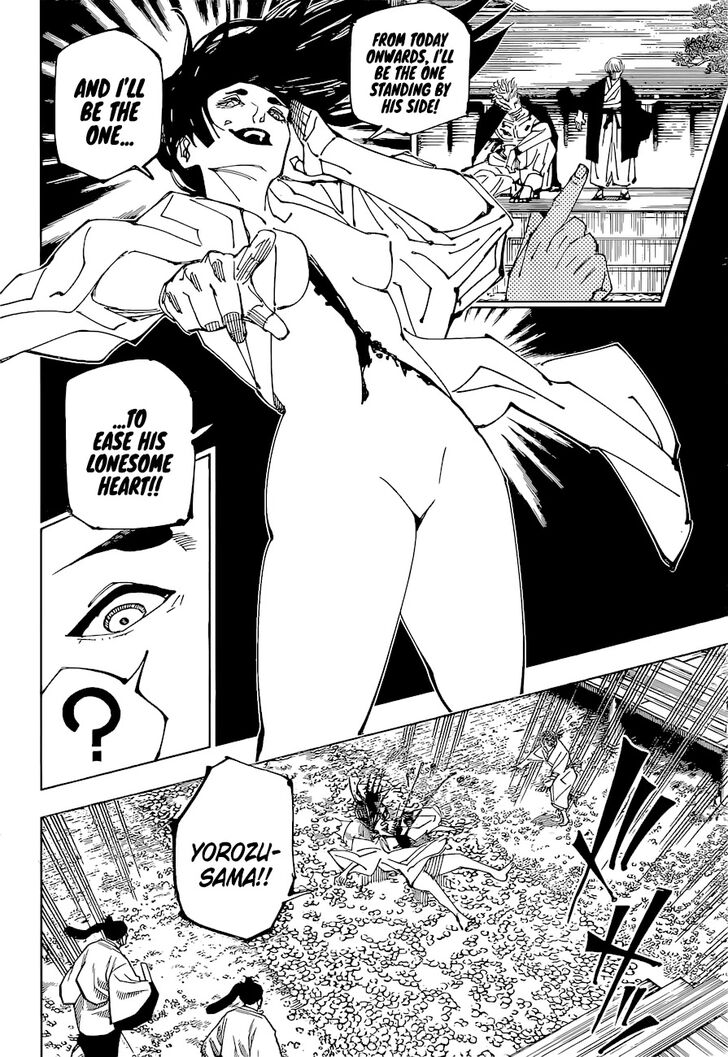 FROM TODAY
ONWARDS, I'LL
BE THE ONE
STANDING BY
HIS SIDE!
AND I'LL
BE THE
ONE...
...TO
EASE HIS
LONESOME
HEART!!
?
YOROZU-
SAMA!!